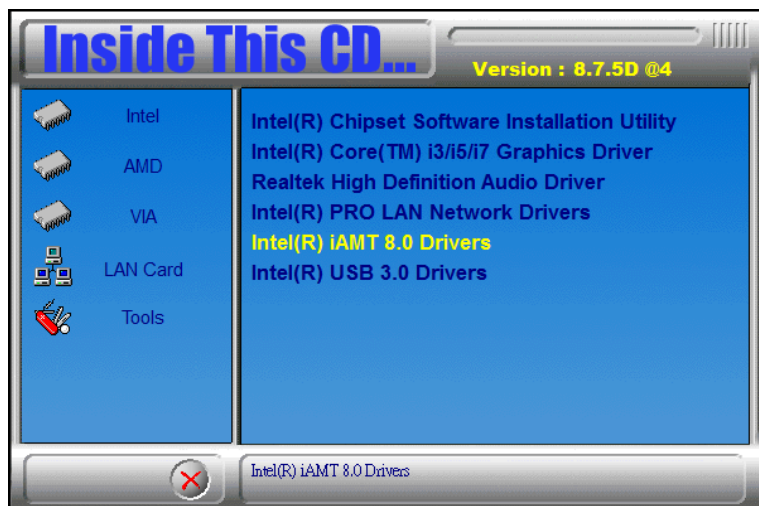 Inside This CD...
Version : 8.7.5D @4
Intel
AMD
VIA
LAN Card
Tools
Intel(R) Chipset Software Installation Utility
Intel(R) Core(TM) i3/i5/i7 Graphics Driver
Realtek High Definition Audio Driver
Intel(R) PRO LAN Network Drivers
Intel(R) iAMT 8.0 Drivers
Intel(R) USB 3.0 Drivers
Intel(R) iAMT 8.0 Drivers